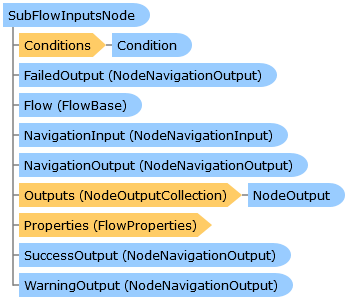 SubFlowInputsNode
Conditions Condition
FailedOutput (NodeNavigationOutput)
Flow (FlowBase)
NavigationInput (NodeNavigationInput)
NavigationOutput (NodeNavigationOutput)
Outputs (NodeOutputCollection) NodeOutput
Properties (FlowProperties)
SuccessOutput (NodeNavigationOutput)
WarningOutput (NodeNavigationOutput)